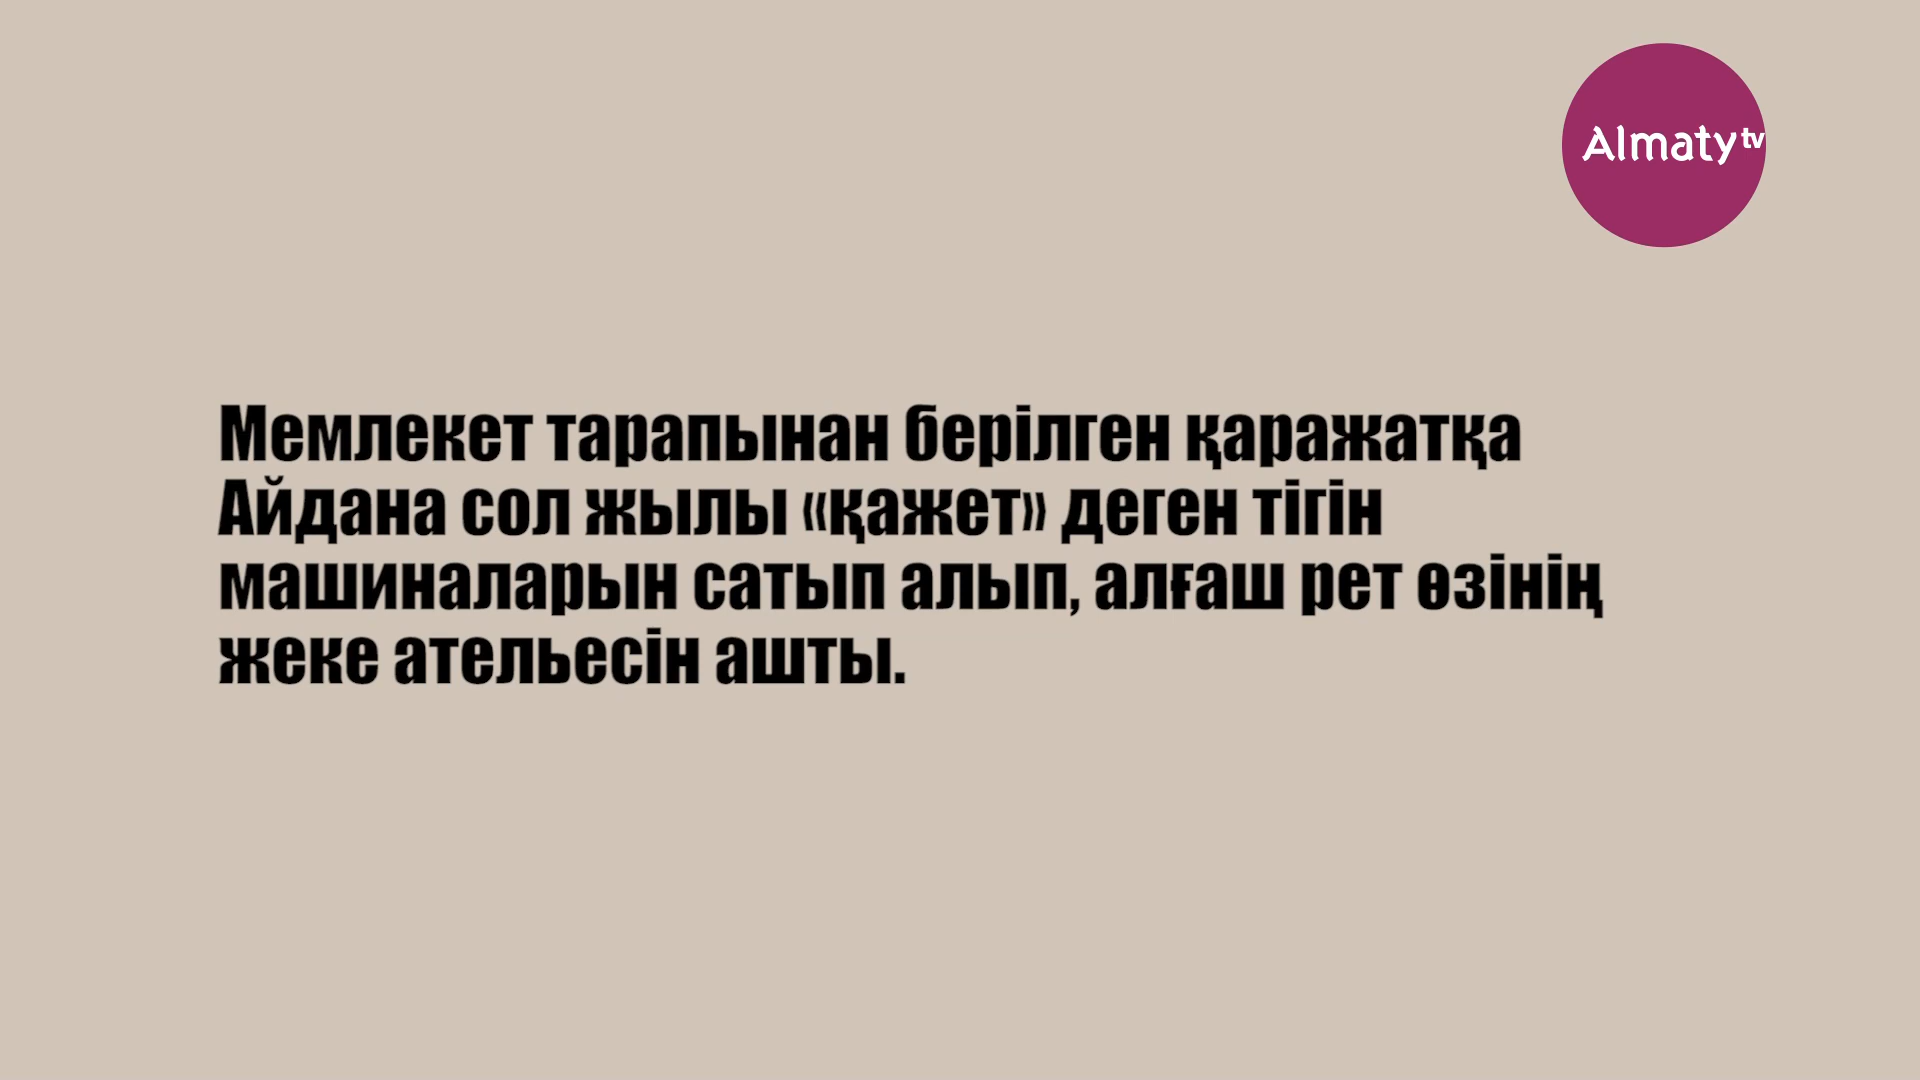 Almaty tv
Мемлекет тарапынан берілген қаражатқа
Айдана сол жылы «қажет» деген тігін
машиналарын сатып алып, алғаш рет өзінің
жеке ательесін ашты.